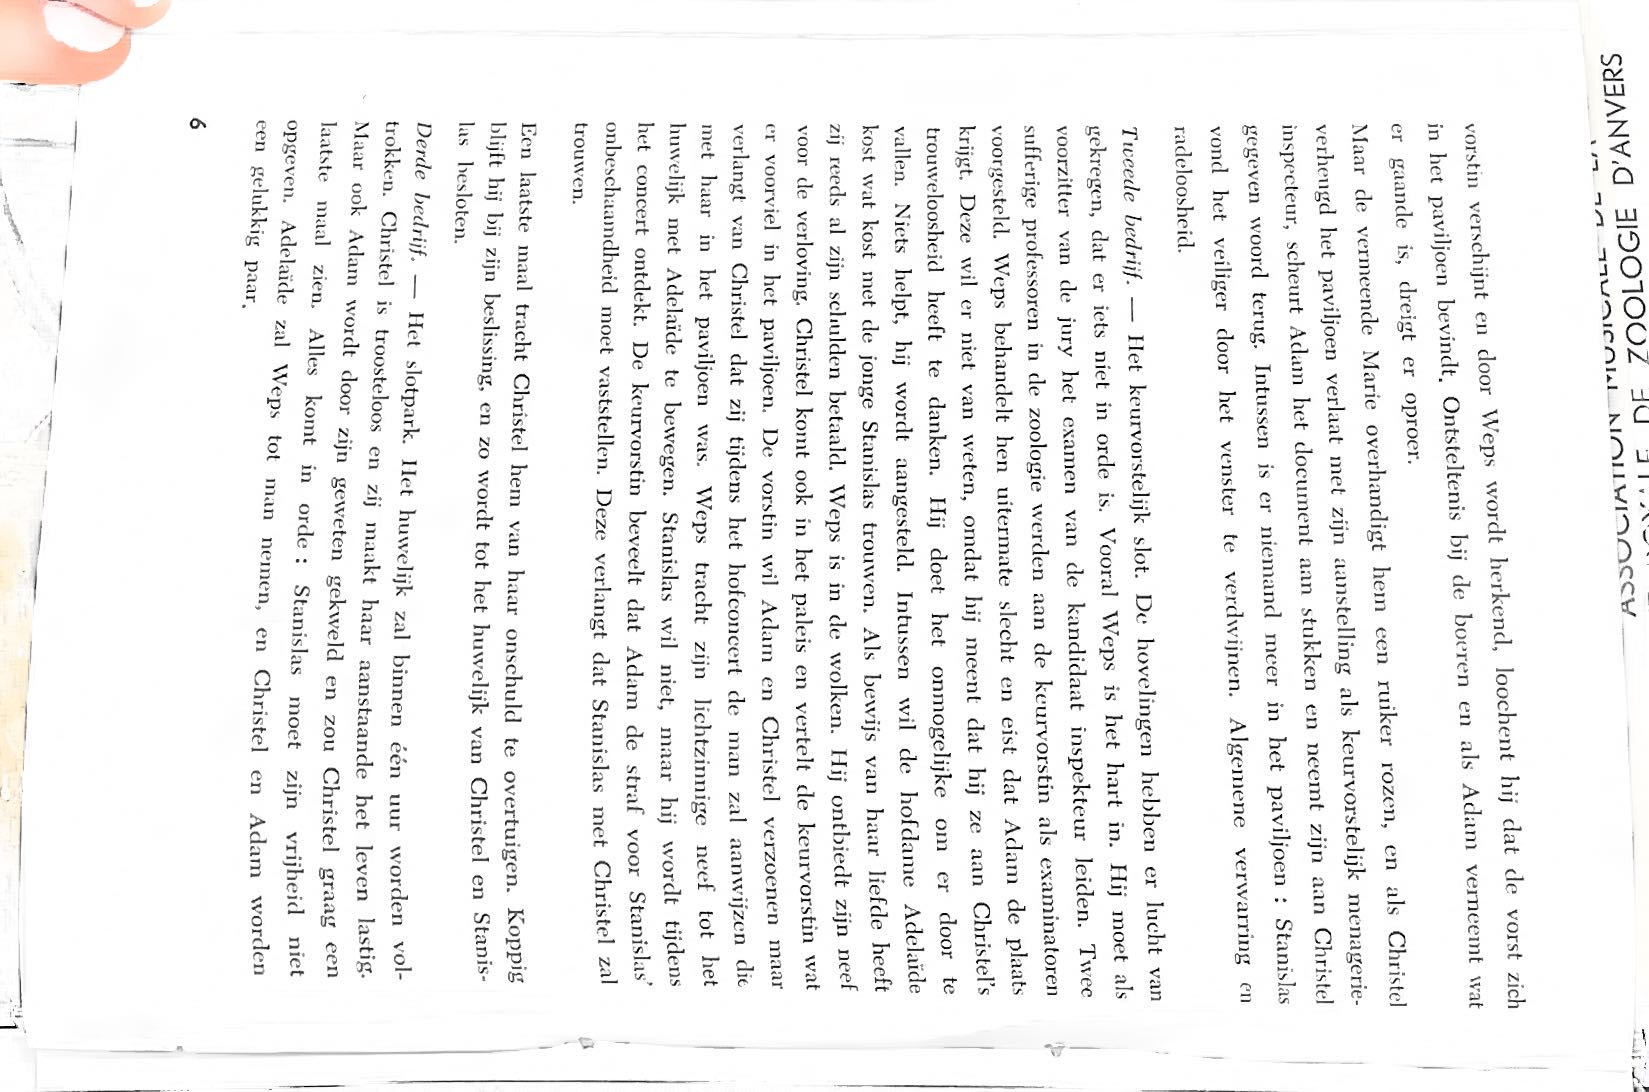 vorstin verschijnt en door Weps wordt herkend, loochent hij dat de vorst zich
in het paviljoen bevindt. Ontsteltenis bij de boeren en als Adam verneemt wat
er gaande is, dreigt er oproer.
Maar de vermeende Marie overhandigt hem een ruiker rozen, en als Christel
verhengd het paviljoen verlaat met zijn aanstelling als keurvorstelijk menagerie-
inspecteur, scheurt Adam het document aan stukken en neemt zijn aan Christel
gegeven woord terug. Intussen is er niemand meer in het paviljoen : Stanislas
vond het veiliger door het venster te verdwijnen. Algemene verwarring en
radeloosheid.
Tweede bedrijf. — Het keurvorstelijk slot. De hovelingen hebben er lucht van
gekregen, dat er iets niet in orde is. Vooral Weps is het hart in. Hij moet als
voorzitter van de jury het examen van de kandidaat inspekteur leiden. Twee
sufferige professoren in de zoologie werden aan de keurvorstin als examinatoren
voorgesteld. Weps behandelt hen uitermate slecht en eist dat Adam de plaats
krijgt. Deze wil er niet van weten, omdat hij meent dat hij ze aan Christel's
trouweloosheid heeft te danken. Hij doet het onmogelijke om er door te
vallen. Niets helpt, hij wordt aangesteld. Intussen wil de hofdame Adelaïde
kost wat kost met de jonge Stanislas trouwen. Als bewijs van haar liefde heeft
zij reeds al zijn schulden betaald. Weps is in de wolken. Hij ontbiedt zijn neef
voor de verloving. Christel komt ook in het paleis en vertelt de keurvorstin wat
er voorviel in het paviljoen. De vorstin wil Adam en Christel verzoenen maar
verlangt van Christel dat zij tijdens het hofconcert de man zal aanwijzen die
met haar in het paviljoen was. Weps tracht zijn lichtzinnige neef tot het
huwelijk met Adelaïde te bewegen. Stanislas wil niet, maar hij wordt tijdens
het concert ontdekt. De keurvorstin beveelt dat Adam de straf voor Stanislas'
onbeschaamdheid moet vaststellen. Deze verlangt dat Stanislas met Christel zal
trouwen.
Een laatste maal tracht Christel hem van haar onschuld te overtuigen. Koppig
blijft hij bij zijn beslissing, en zo wordt tot het huwelijk van Christel en Stanis-
las besloten.
Derde bedrijf. — Het slotpark. Het huwelijk zal binnen één uur worden vol-
trokken. Christel is troosteloos en zij maakt haar aanstaande het leven lastig.
Maar ook Adam wordt door zijn geweten gekweld en zou Christel graag een
laatste maal zien. Alles komt in orde : Stanislas moet zijn vrijheid niet
opgeven. Adelaïde zal Weps tot man nemen, en Christel en Adam worden
een gelukkig paar.
6
ZOOLOGIE D'ANVERS